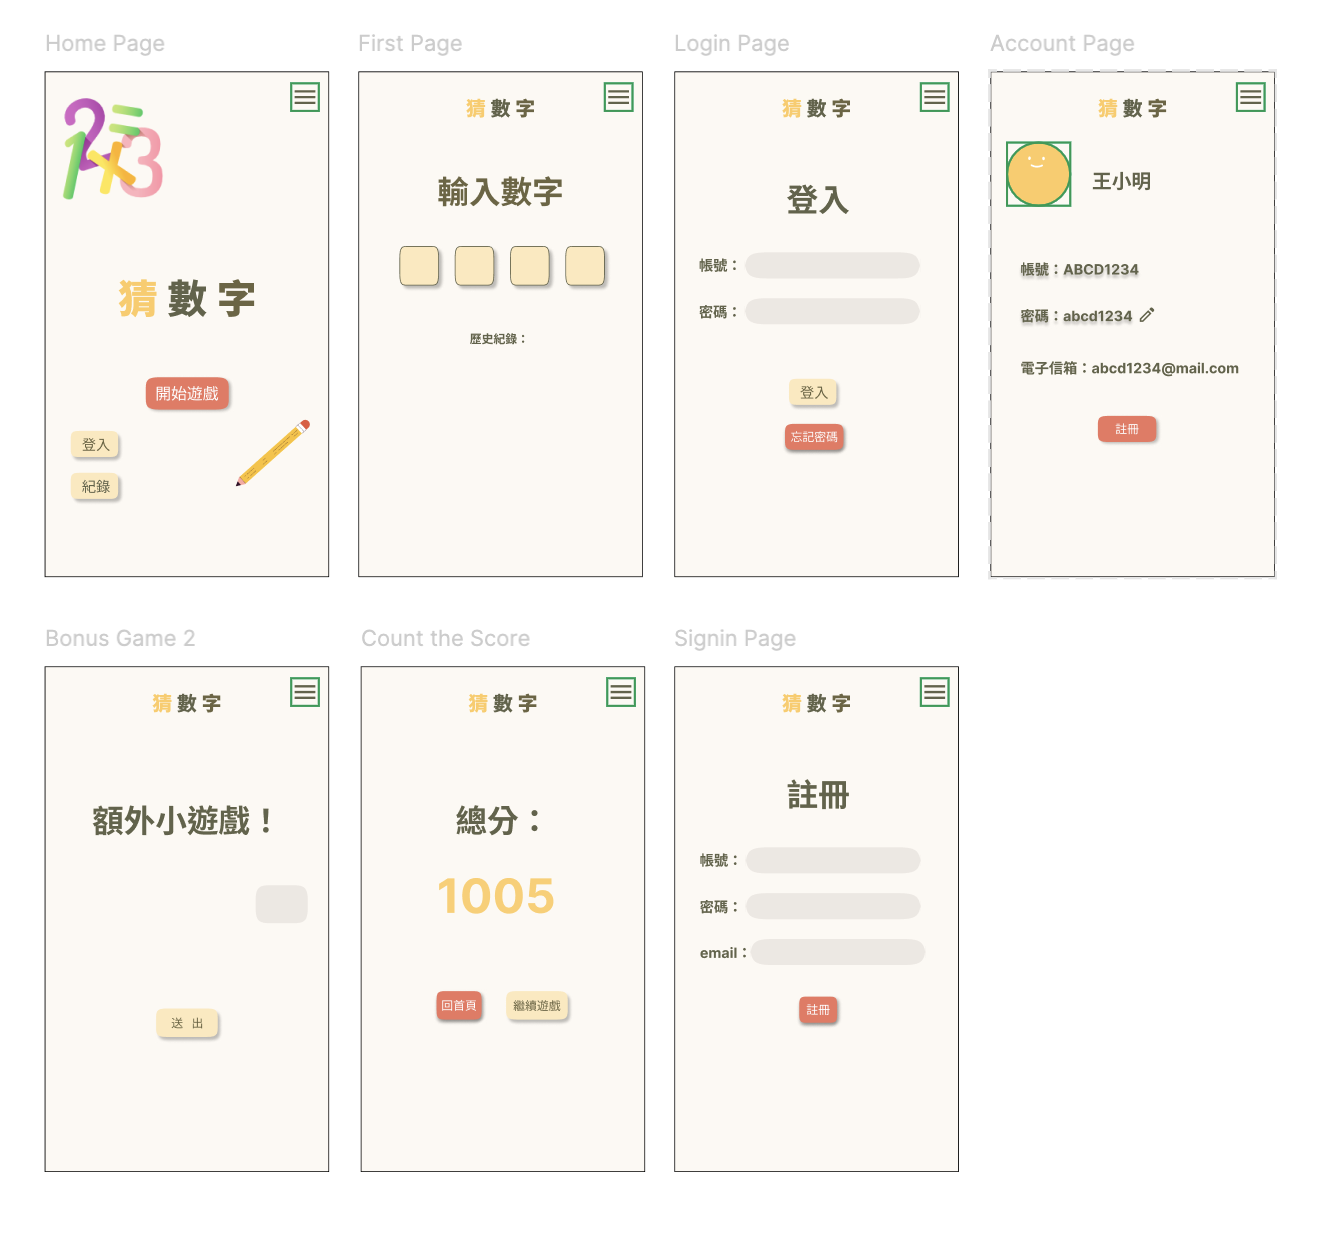 Home Page
猜 數 字
開始遊戲
登入
紀錄
First Page
猜 數 字
輸入數字
歷史紀錄：
Login Page
猜 數 字
登入
帳號：
密碼：
登入
忘記密碼
Account Page
猜 數 字
王小明
帳號：ABCD1234
密碼：abcd1234
電子信箱：abcd1234@mail.com
註冊
Bonus Game 2
猜 數 字
額外小遊戲！
送 出
Count the Score
猜 數 字
總分：
1005
回首頁
繼續遊戲
Signin Page
猜 數 字
註冊
帳號：
密碼：
email：
註冊